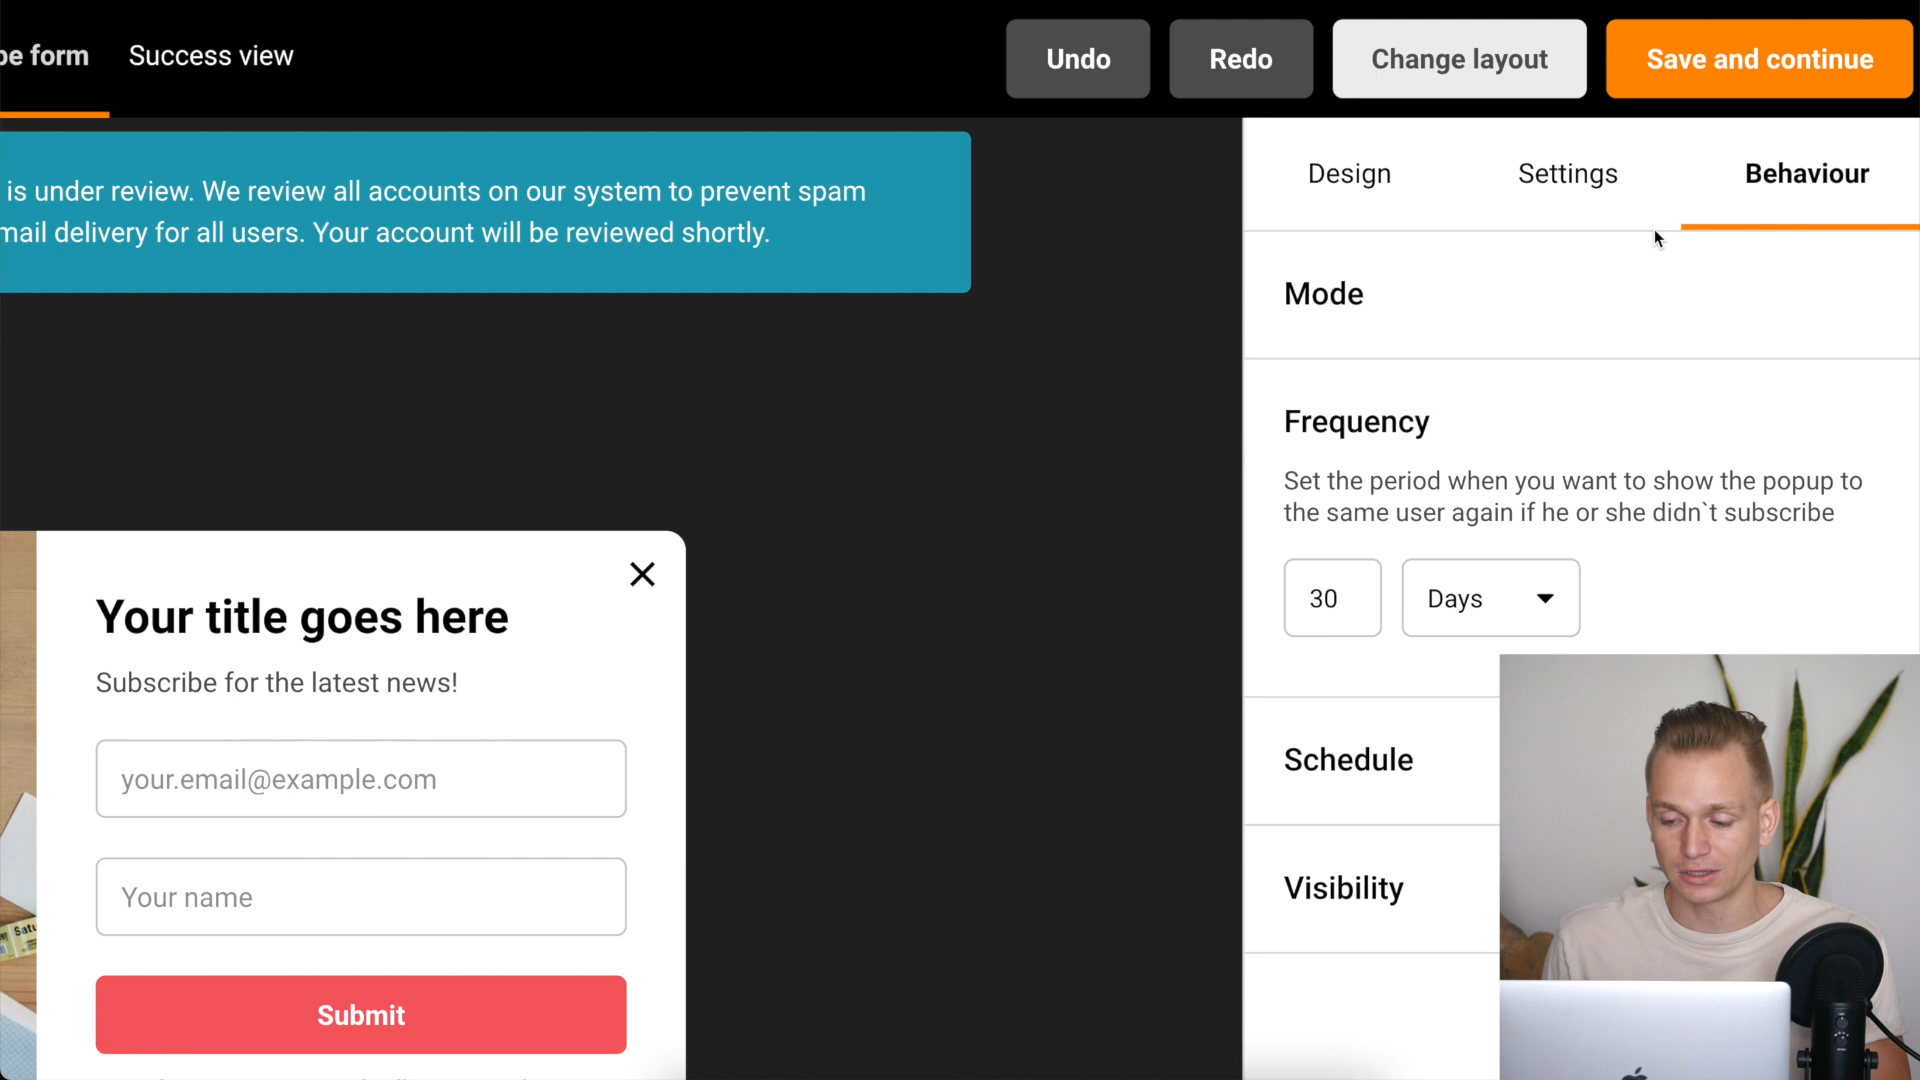 be form
Success view
Undo
Redo
Change layout
Save and continue
is under review. We review all accounts on our system to prevent spam
mail delivery for all users. Your account will be reviewed shortly.
Design
Settings
Behaviour
Mode
Frequency
Set the period when you want to show the popup to
the same user again if he or she didn`t subscribe
30
Days
Schedule
Visibility
Your title goes here
Subscribe for the latest news!
your.email@example.com
Your name
Submit
Satu